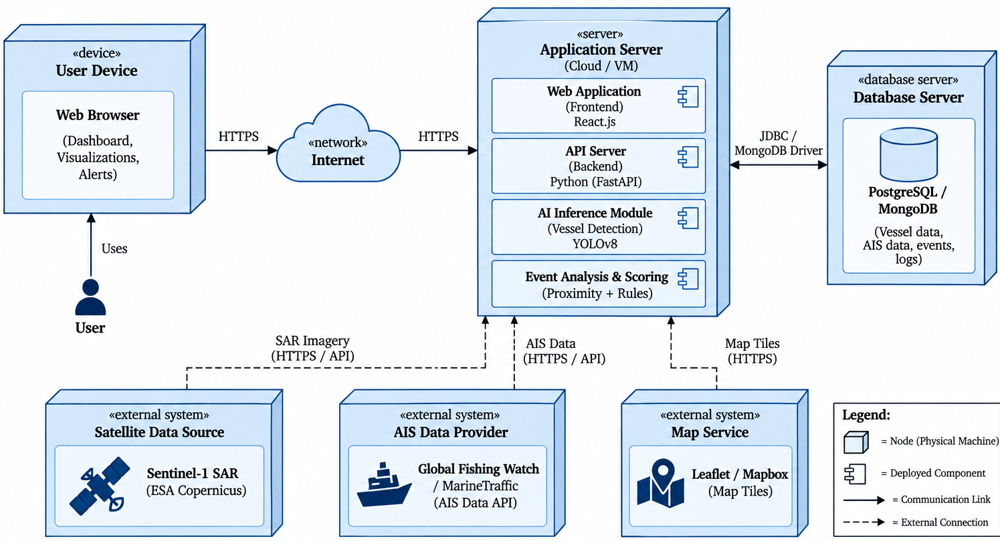 «device»
User Device
Web Browser
(Dashboard,
Visualizations,
Alerts)
Uses
User
HTTPS
«network»
Internet
HTTPS
«server»
Application Server
(Cloud / VM)
Web Application
(Frontend)
React.js
API Server
(Backend)
Python (FastAPI)
AI Inference Module
(Vessel Detection)
YOLOv8
Event Analysis & Scoring
(Proximity + Rules)
JDBC /
MongoDB Driver
«database server»
Database Server
PostgreSQL /
MongoDB
(Vessel data,
AIS data, events,
logs)
SAR Imagery
(HTTPS / API)
AIS Data
(HTTPS / API)
Map Tiles
(HTTPS)
«external system»
Satellite Data Source
Sentinel-1 SAR
(ESA Copernicus)
«external system»
AIS Data Provider
Global Fishing Watch
/ MarineTraffic
(AIS Data API)
«external system»
Map Service
Leaflet / Mapbox
(Map Tiles)
Legend:
= Node (Physical Machine)
= Deployed Component
= Communication Link
= External Connection